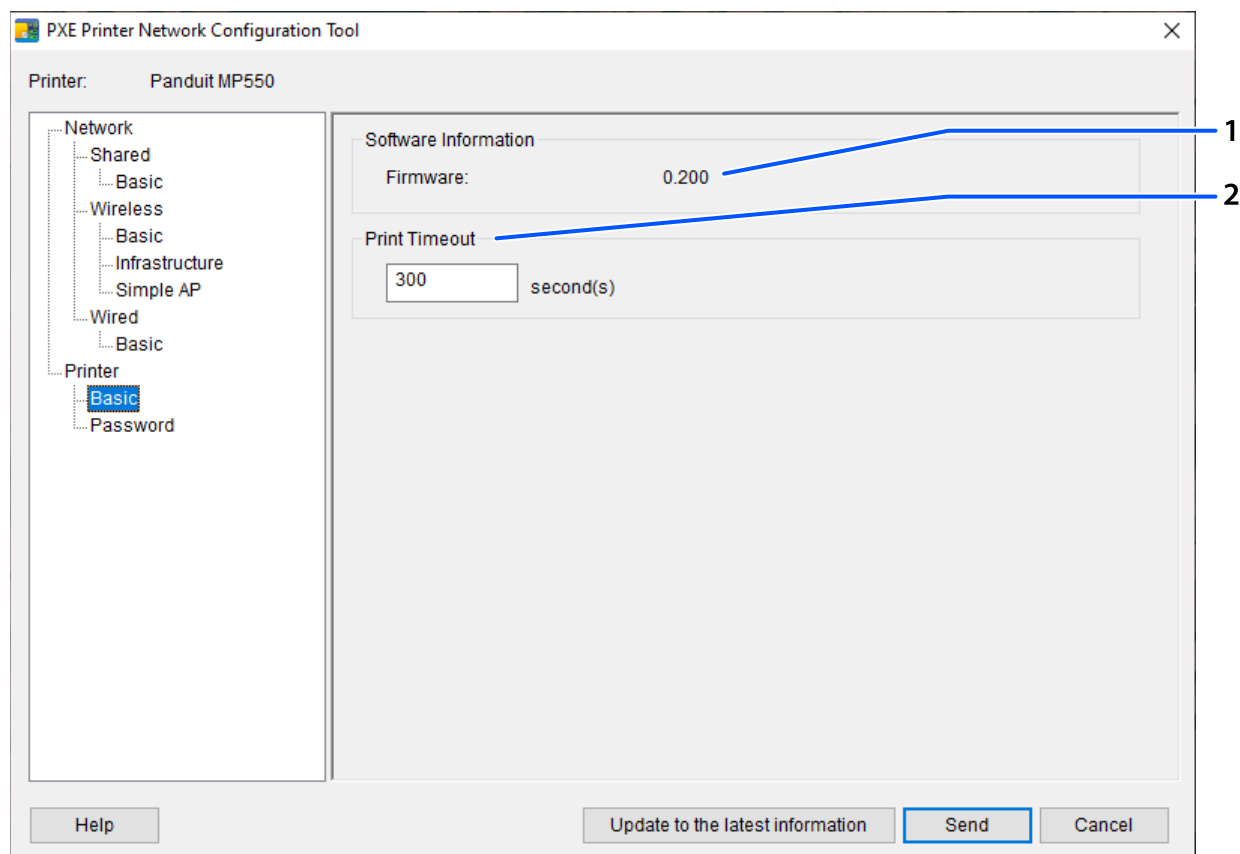 PXE Printer Network Configuration Tool
Printer: Panduit MP550
Network
Shared
Basic
Wireless
Basic
Infrastructure
Simple AP
Wired
Basic
Printer
Basic
Password
Software Information
Firmware: 0.200
1
Print Timeout
2
300 second(s)
Help
Update to the latest information
Send
Cancel